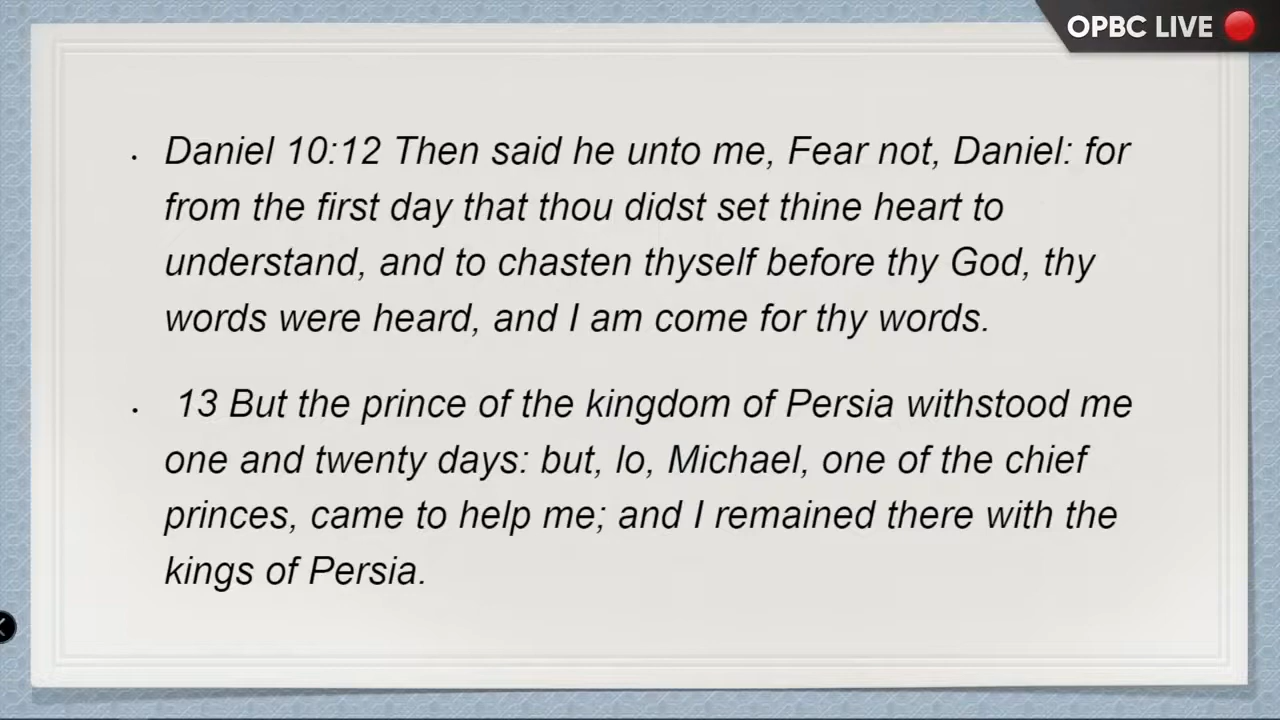 OPBC LIVE
• Daniel 10:12 Then said he unto me, Fear not, Daniel: for
from the first day that thou didst set thine heart to
understand, and to chasten thyself before thy God, thy
words were heard, and I am come for thy words.
• 13 But the prince of the kingdom of Persia withstood me
one and twenty days: but, lo, Michael, one of the chief
princes, came to help me; and I remained there with the
kings of Persia.